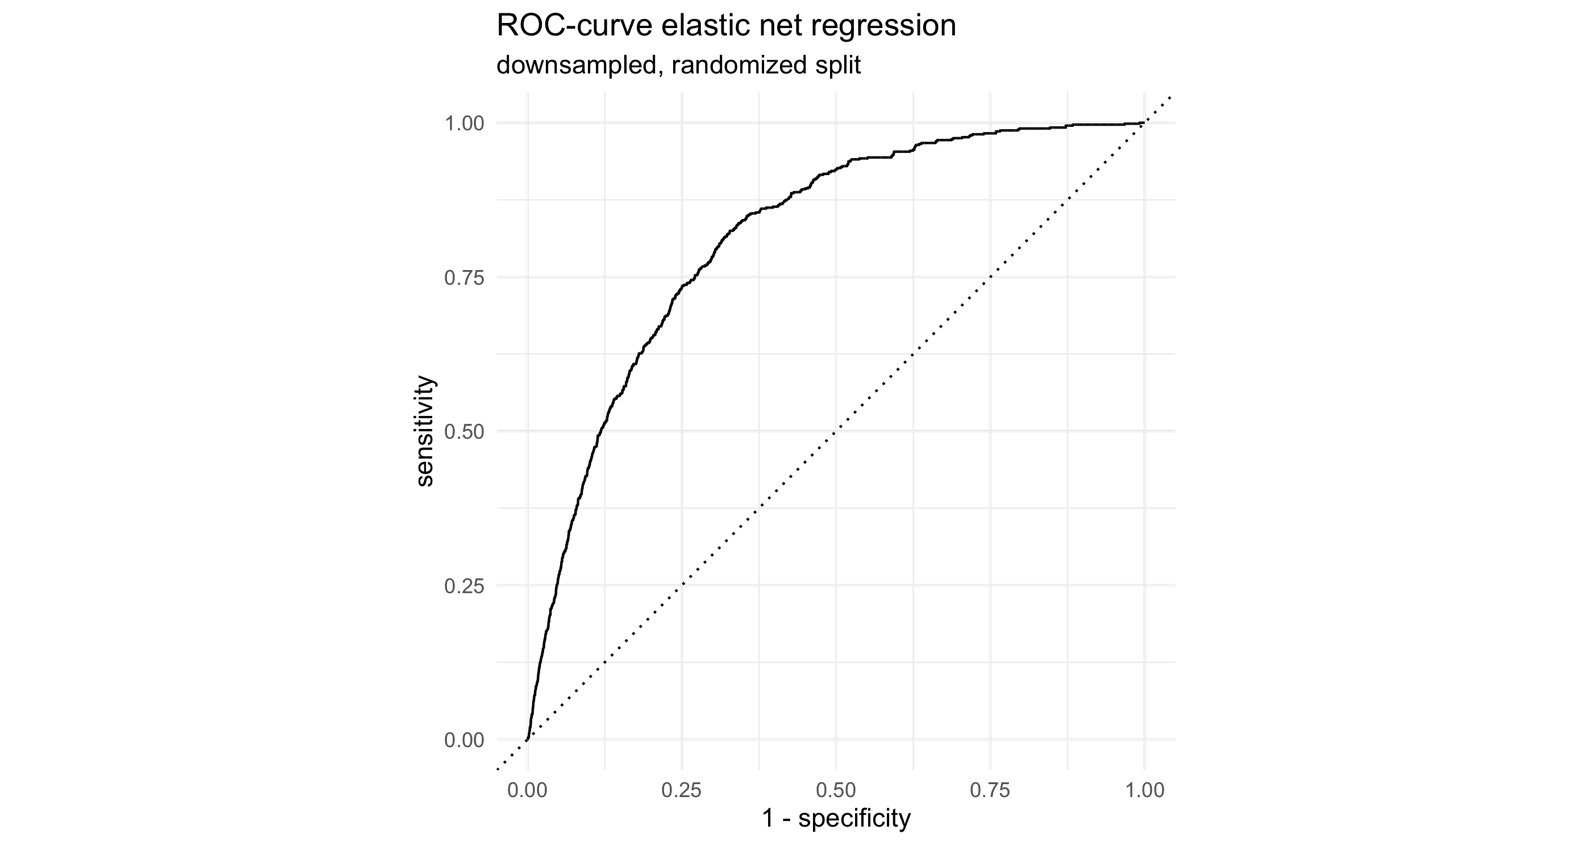 ROC-curve elastic net regression
downsampled, randomized split
1.00
0.75
0.50
0.25
0.00
sensitivity
0.00 0.25 0.50 0.75 1.00
1 - specificity